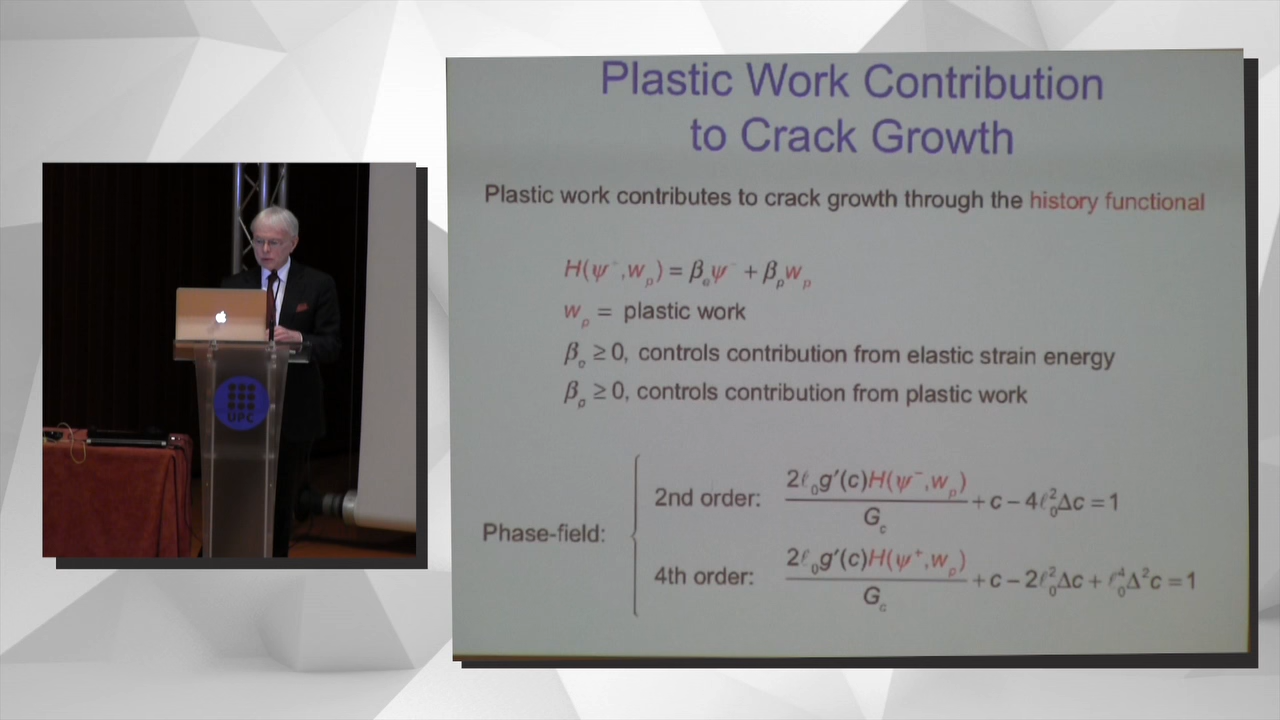 Plastic Work Contribution
to Crack Growth
Plastic work contributes to crack growth through the history functional
H(ψ⁺,wₚ) = βₑψ⁻ + βₚwₚ
wₚ = plastic work
βₑ ≥ 0, controls contribution from elastic strain energy
βₚ ≥ 0, controls contribution from plastic work
Phase-field:
2nd order: 2ℓ₀g′(c)H(ψ⁻,wₚ) / G_c + c − 4ℓ₀²Δc = 1
4th order: 2ℓ₀g′(c)H(ψ⁺,wₚ) / G_c + c − 2ℓ₀²Δc + ℓ₀⁴Δ²c = 1
UPC